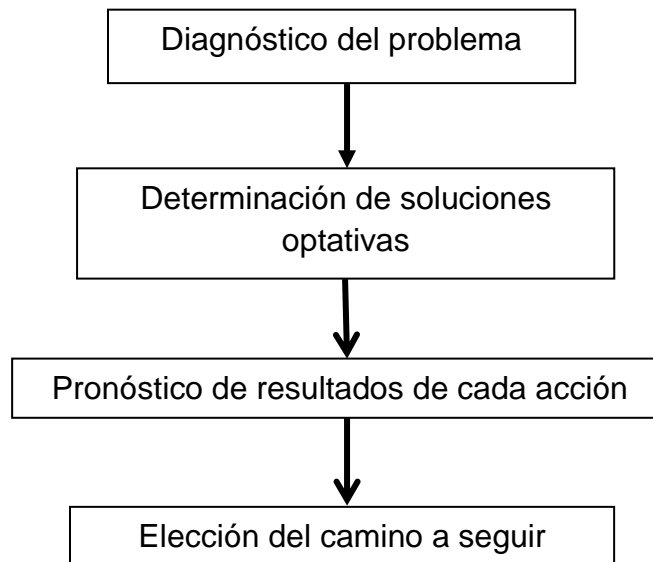 Diagnóstico del problema
Determinación de soluciones
optativas
Pronóstico de resultados de cada acción
Elección del camino a seguir